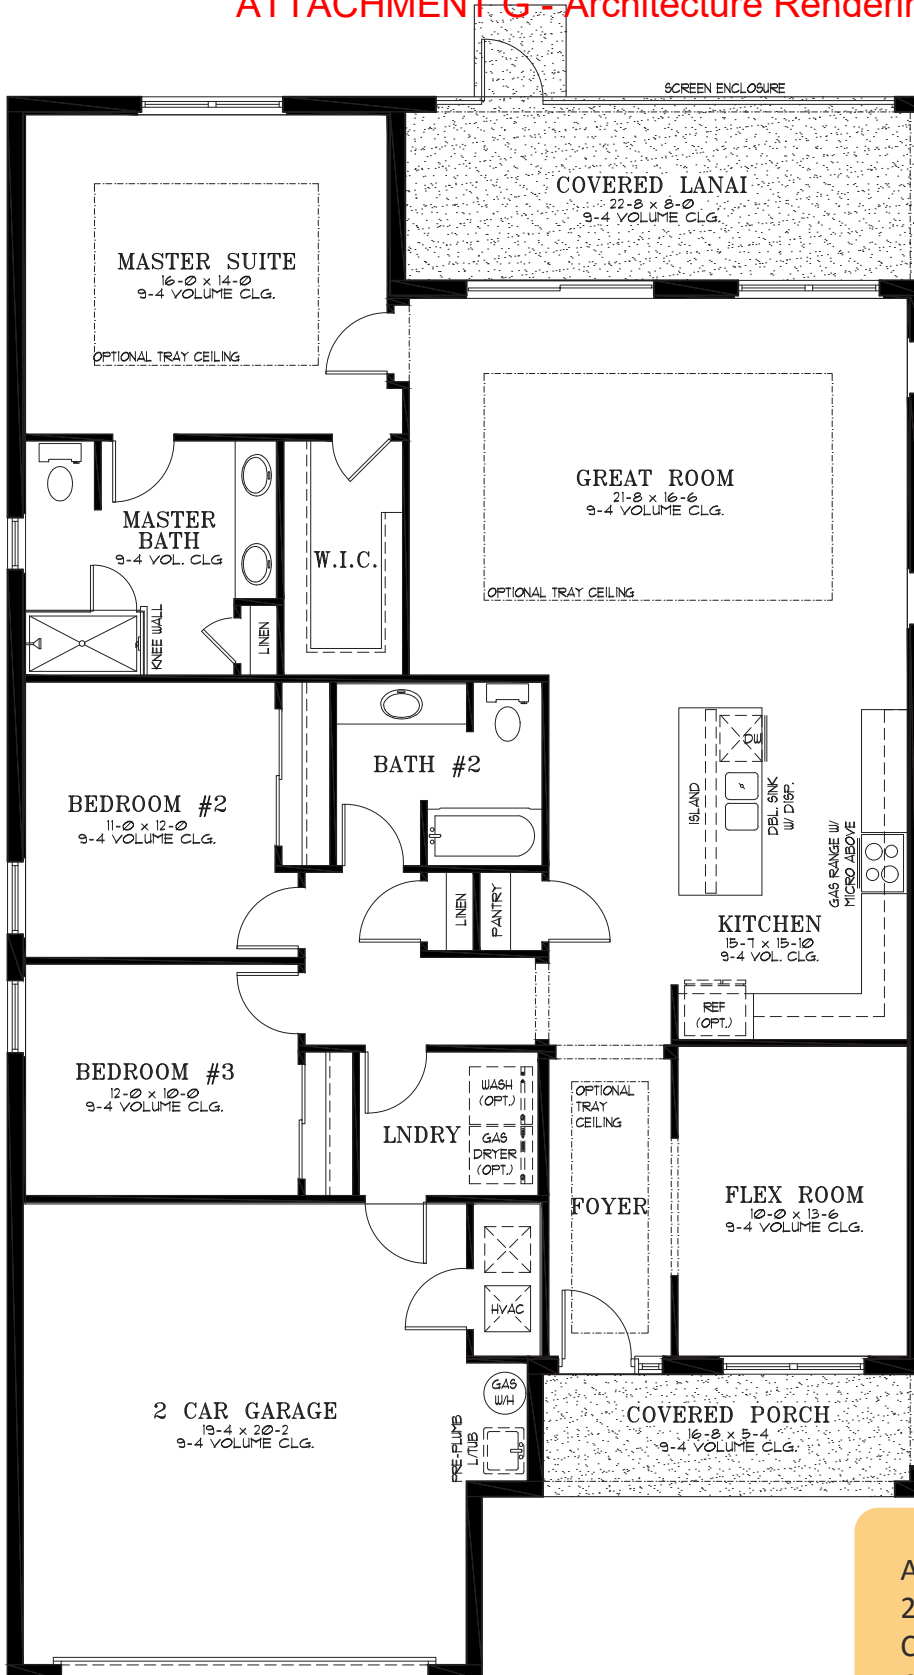 ATTACHMENT G - Architecture Renderin
SCREEN ENCLOSURE
COVERED LANAI
22-8 x 8-0
9-4 VOLUME CLG.
MASTER SUITE
16-0 x 14-0
9-4 VOLUME CLG.
OPTIONAL TRAY CEILING
GREAT ROOM
21-8 x 16-6
9-4 VOLUME CLG.
OPTIONAL TRAY CEILING
MASTER
BATH
9-4 VOL. CLG
W.I.C.
KNEE WALL
LINEN
BATH #2
BEDROOM #2
11-0 x 12-0
9-4 VOLUME CLG.
ISLAND
DW
DBL. SINK
W/ DISP.
GAS RANGE W/
MICRO ABOVE
LINEN
PANTRY
KITCHEN
15-7 x 15-10
9-4 VOL. CLG.
REF
(OPT.)
BEDROOM #3
12-0 x 10-0
9-4 VOLUME CLG.
WASH
(OPT.)
LNDRY
GAS
DRYER
(OPT.)
OPTIONAL
TRAY
CEILING
FOYER
FLEX ROOM
10-0 x 13-6
9-4 VOLUME CLG.
HVAC
GAS
W/H
2 CAR GARAGE
19-4 x 20-2
9-4 VOLUME CLG.
PRE-PLUMB
L/TUB
COVERED PORCH
16-8 x 5-4
9-4 VOLUME CLG.
A
2
C